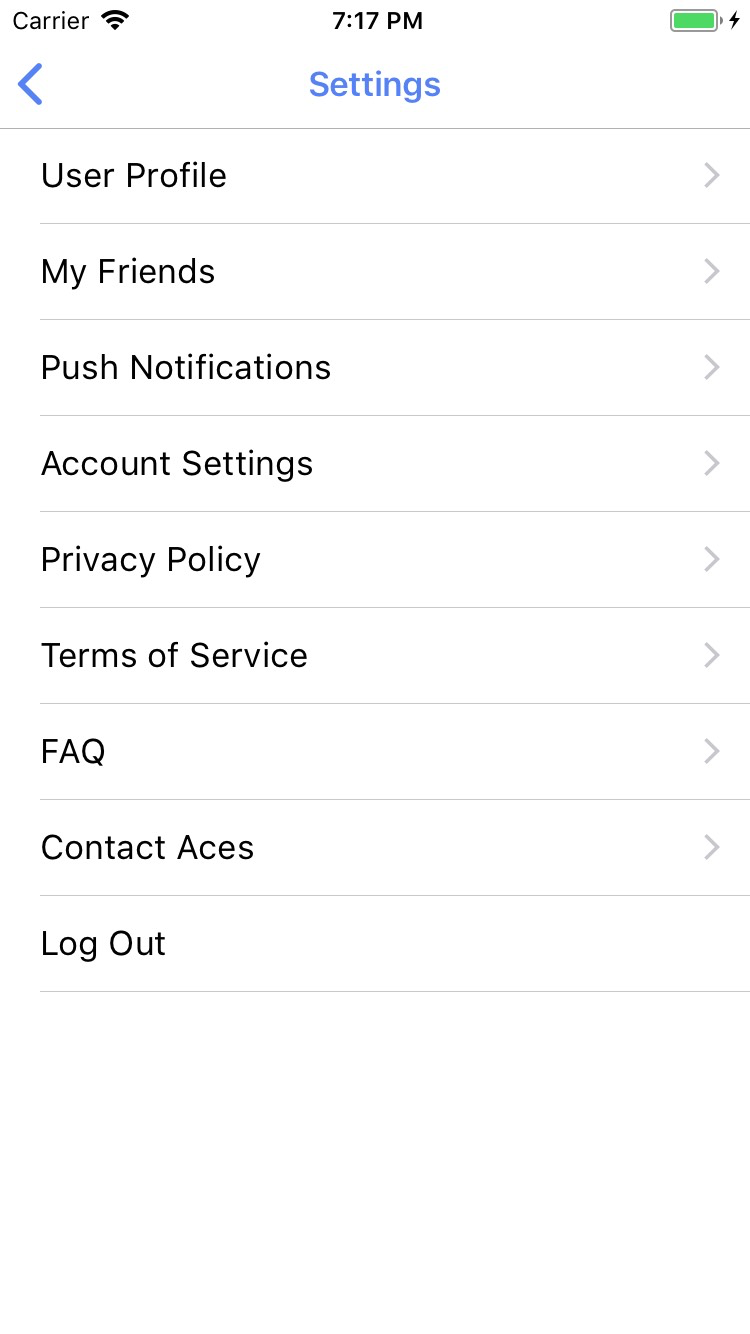 Carrier 7:17 PM
Settings
User Profile
My Friends
Push Notifications
Account Settings
Privacy Policy
Terms of Service
FAQ
Contact Aces
Log Out